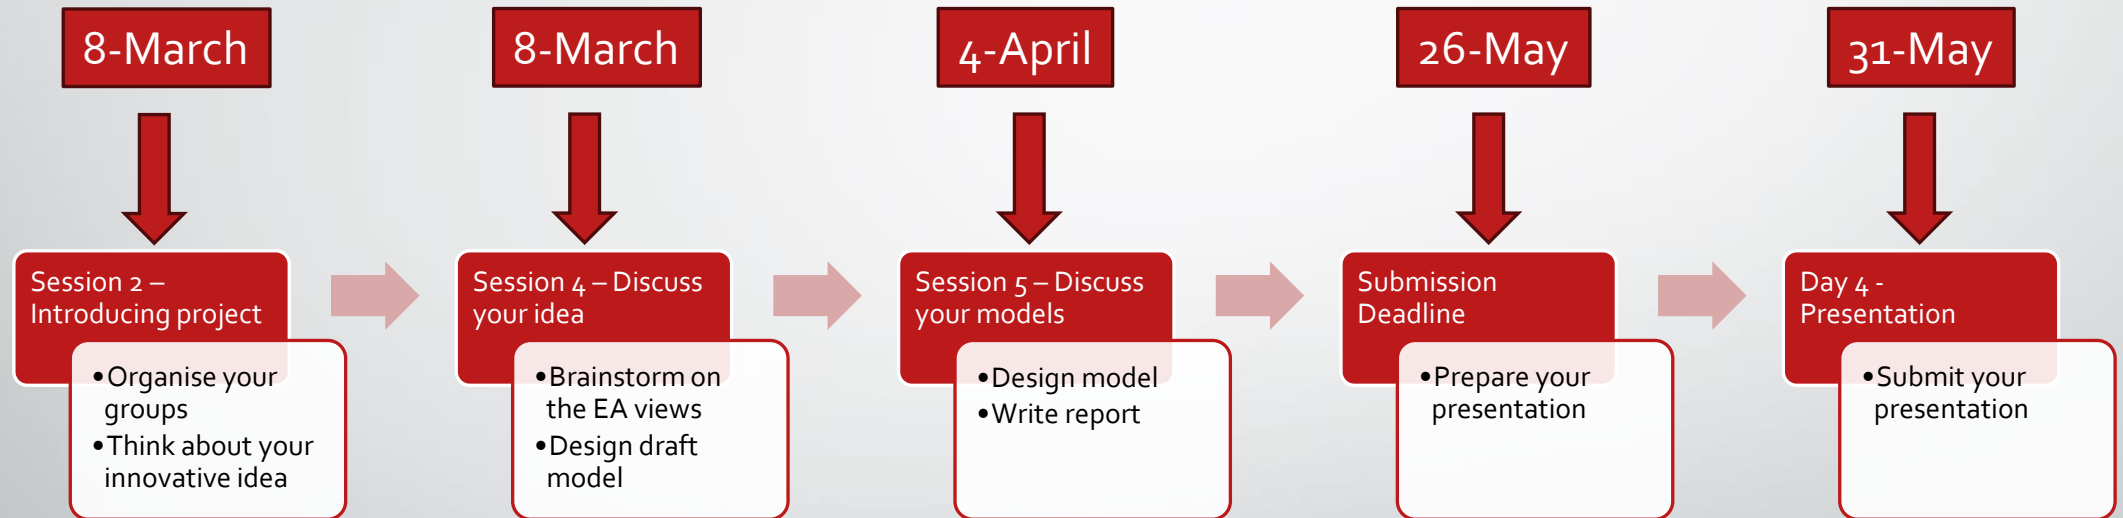 8-March
8-March
4-April
26-May
31-May
Session 2 –
Introducing project
•Organise your
groups
•Think about your
innovative idea
Session 4 – Discuss
your idea
•Brainstorm on
the EA views
•Design draft
model
Session 5 – Discuss
your models
•Design model
•Write report
Submission
Deadline
•Prepare your
presentation
Day 4 -
Presentation
•Submit your
presentation